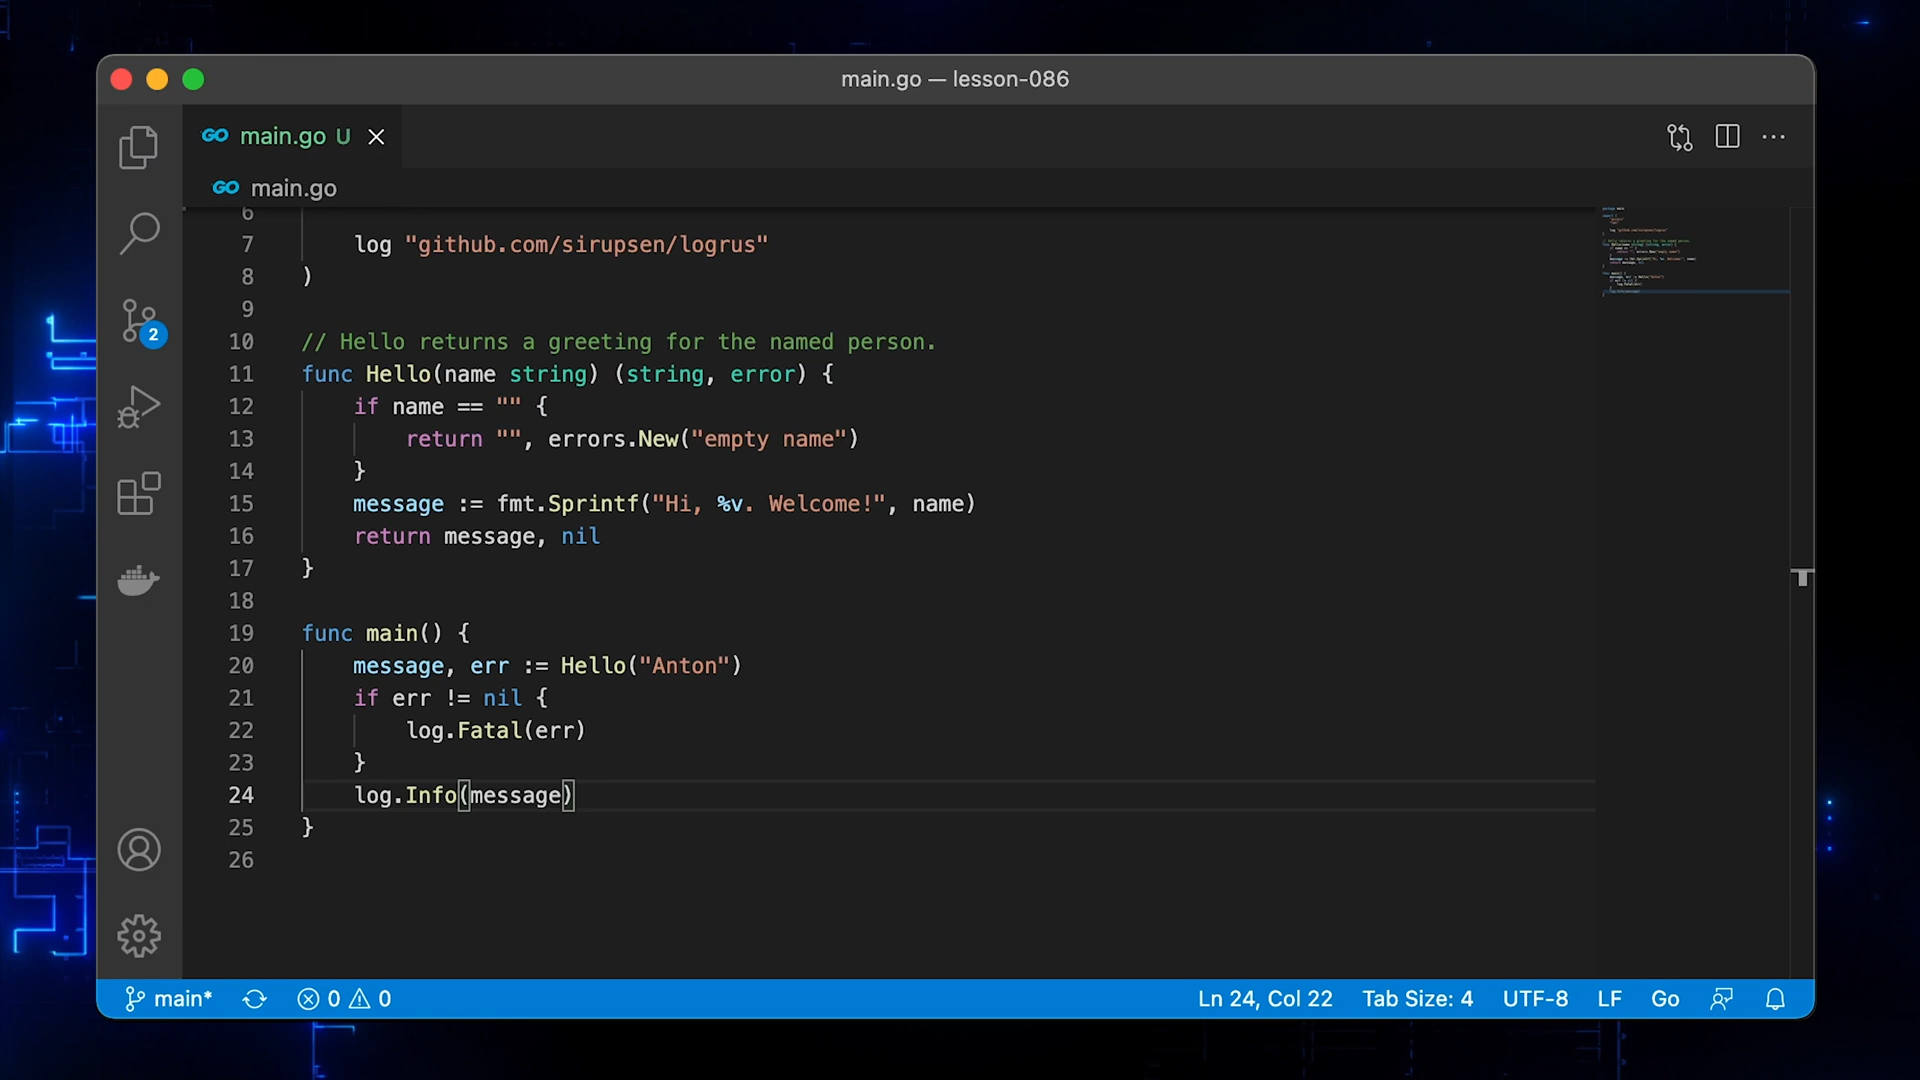 main.go — lesson-086
GO main.go U
GO main.go
6
7 log "github.com/sirupsen/logrus"
8 )
9
10 // Hello returns a greeting for the named person.
11 func Hello(name string) (string, error) {
12 if name == "" {
13 return "", errors.New("empty name")
14 }
15 message := fmt.Sprintf("Hi, %v. Welcome!", name)
16 return message, nil
17 }
18
19 func main() {
20 message, err := Hello("Anton")
21 if err != nil {
22 log.Fatal(err)
23 }
24 log.Info(message)
25 }
26
2
main* 0 0 Ln 24, Col 22 Tab Size: 4 UTF-8 LF Go